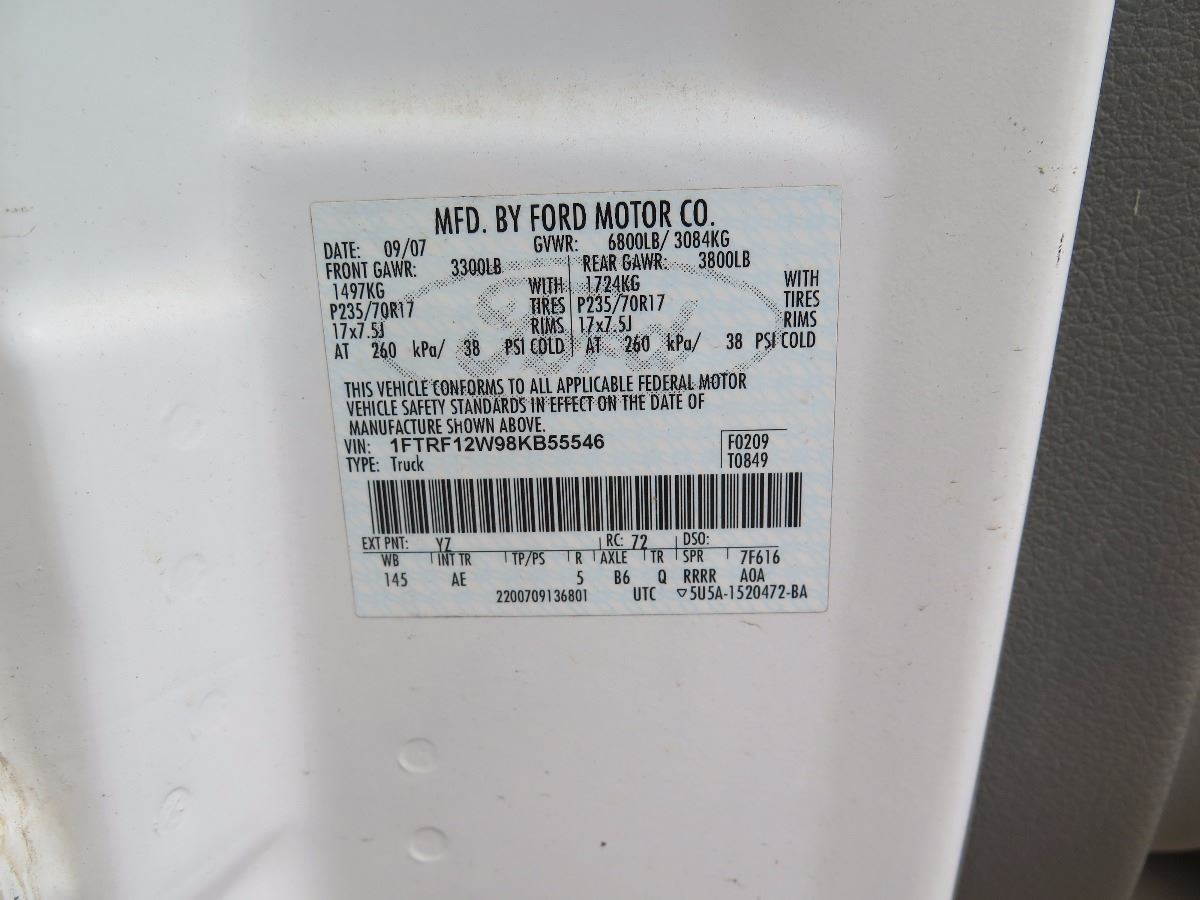 MFD. BY FORD MOTOR CO.
DATE: 09/07 GVWR: 6800LB/ 3084KG
FRONT GAWR: 3300LB REAR GAWR: 3800LB
1497KG WITH 1724KG WITH
P235/70R17 TIRES P235/70R17 TIRES
17x7.5J RIMS 17x7.5J RIMS
AT 260 kPa/ 38 PSI COLD AT 260 kPa/ 38 PSI COLD
Ford
THIS VEHICLE CONFORMS TO ALL APPLICABLE FEDERAL MOTOR
VEHICLE SAFETY STANDARDS IN EFFECT ON THE DATE OF
MANUFACTURE SHOWN ABOVE.
VIN: 1FTRF12W98KB55546 F0209
TYPE: Truck T0849
EXT PNT: YZ RC: 72 DSO:
WB INT TR TP/PS R AXLE TR SPR 7F616
145 AE 5 B6 Q RRRR A0A
2200709136801 UTC ▽5U5A-1520472-BA